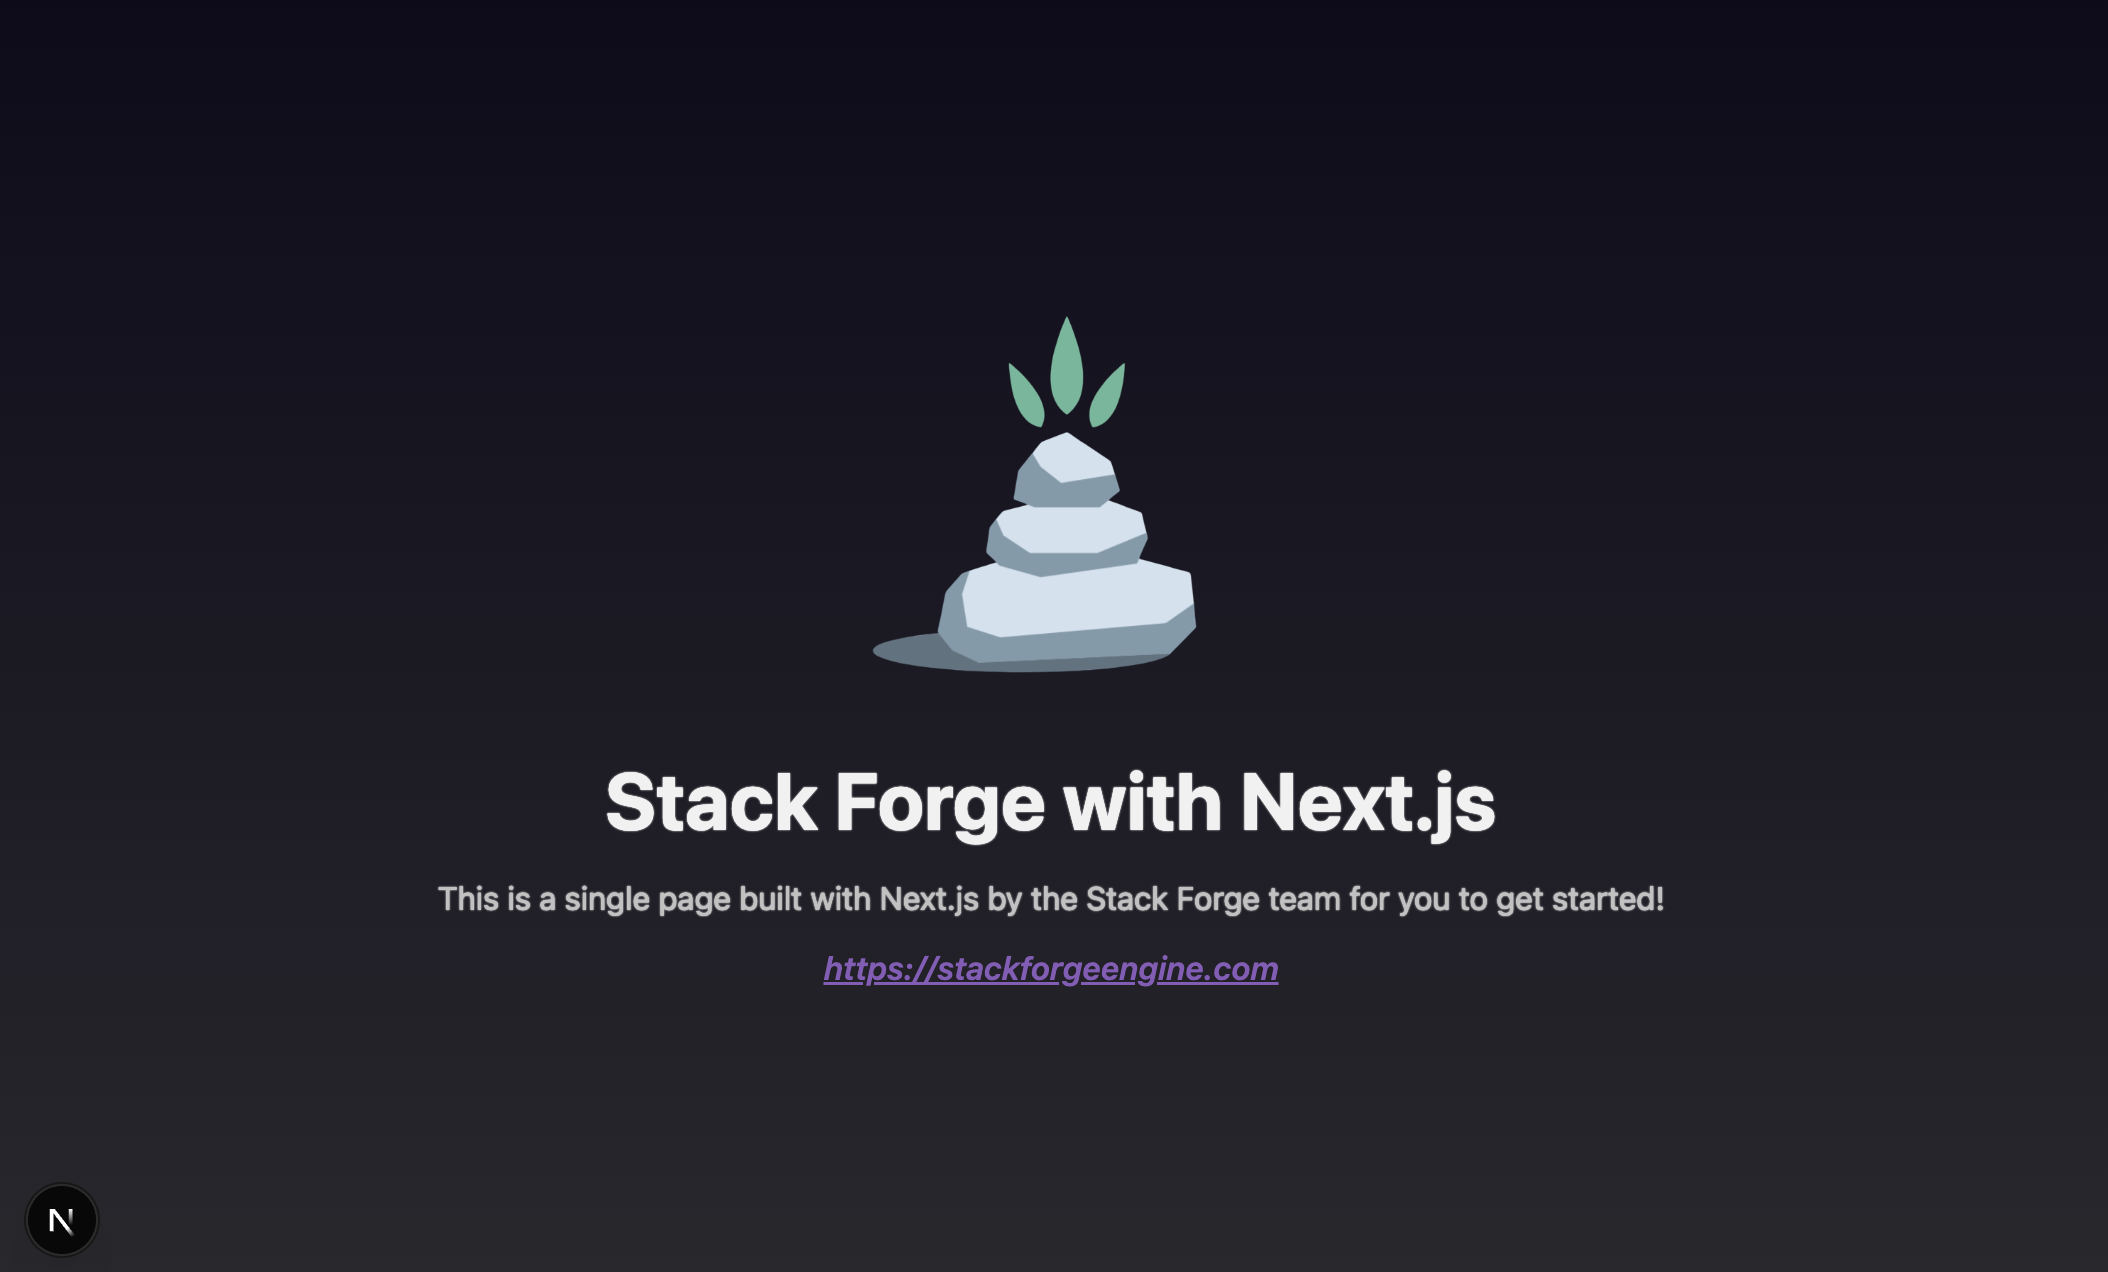 Stack Forge with Next.js
This is a single page built with Next.js by the Stack Forge team for you to get started!
https://stackforgeengine.com
N